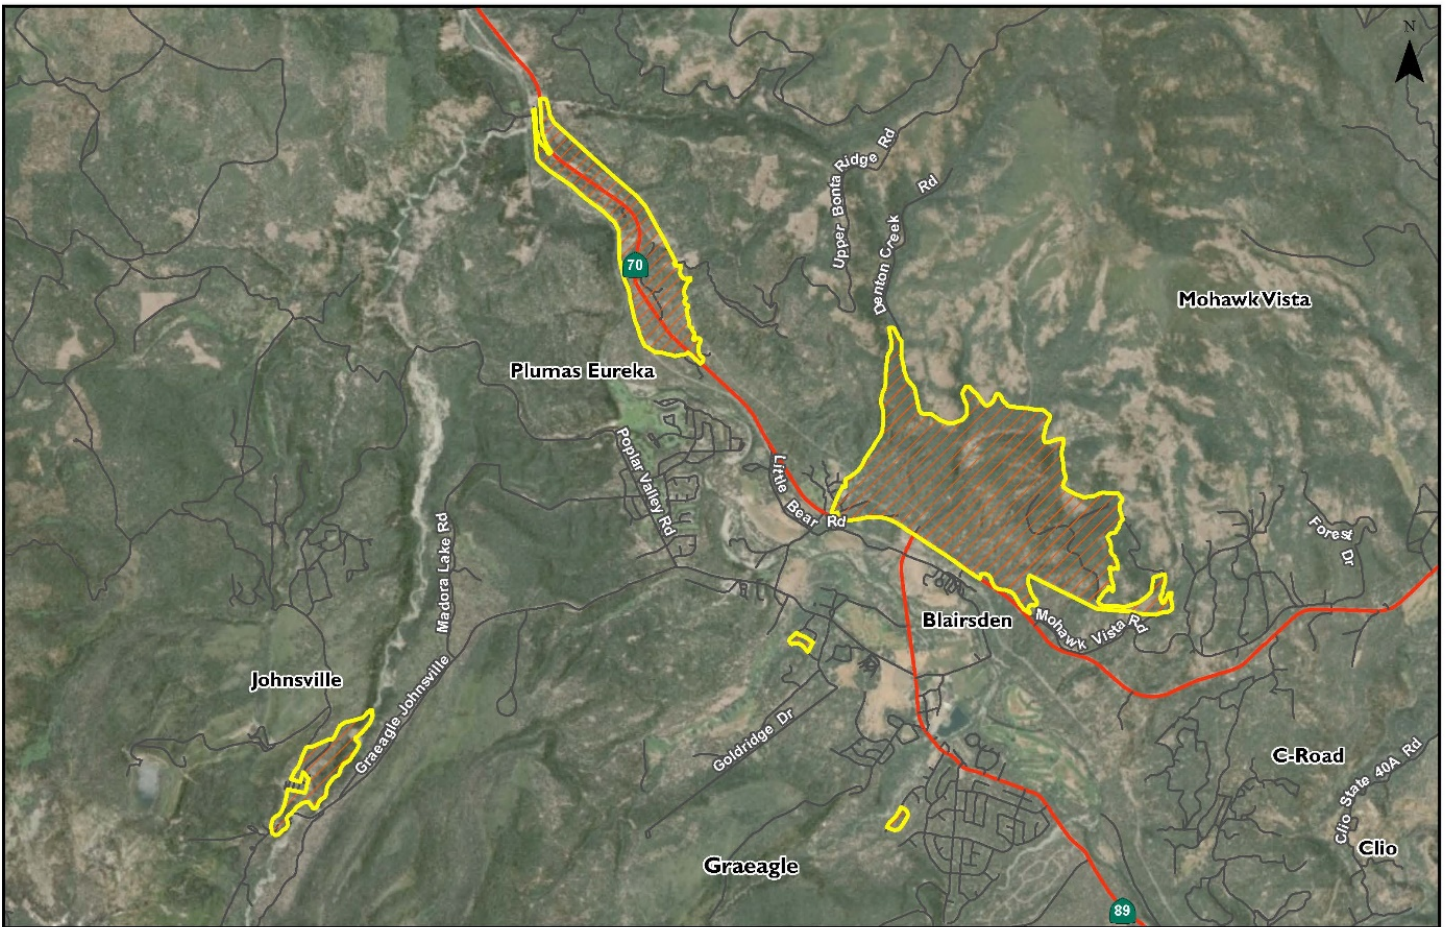 N
Upper Bonta Ridge Rd
Denton Creek Rd
70
Mohawk Vista
Plumas Eureka
Poplar Valley Rd
Little Bear Rd
Forest Dr
Madora Lake Rd
Blairsden
Mohawk Vista Rd
Johnsville
Graeagle Johnsville
Goldridge Dr
C-Road
Clio State 40A Rd
Clio
Graeagle
89